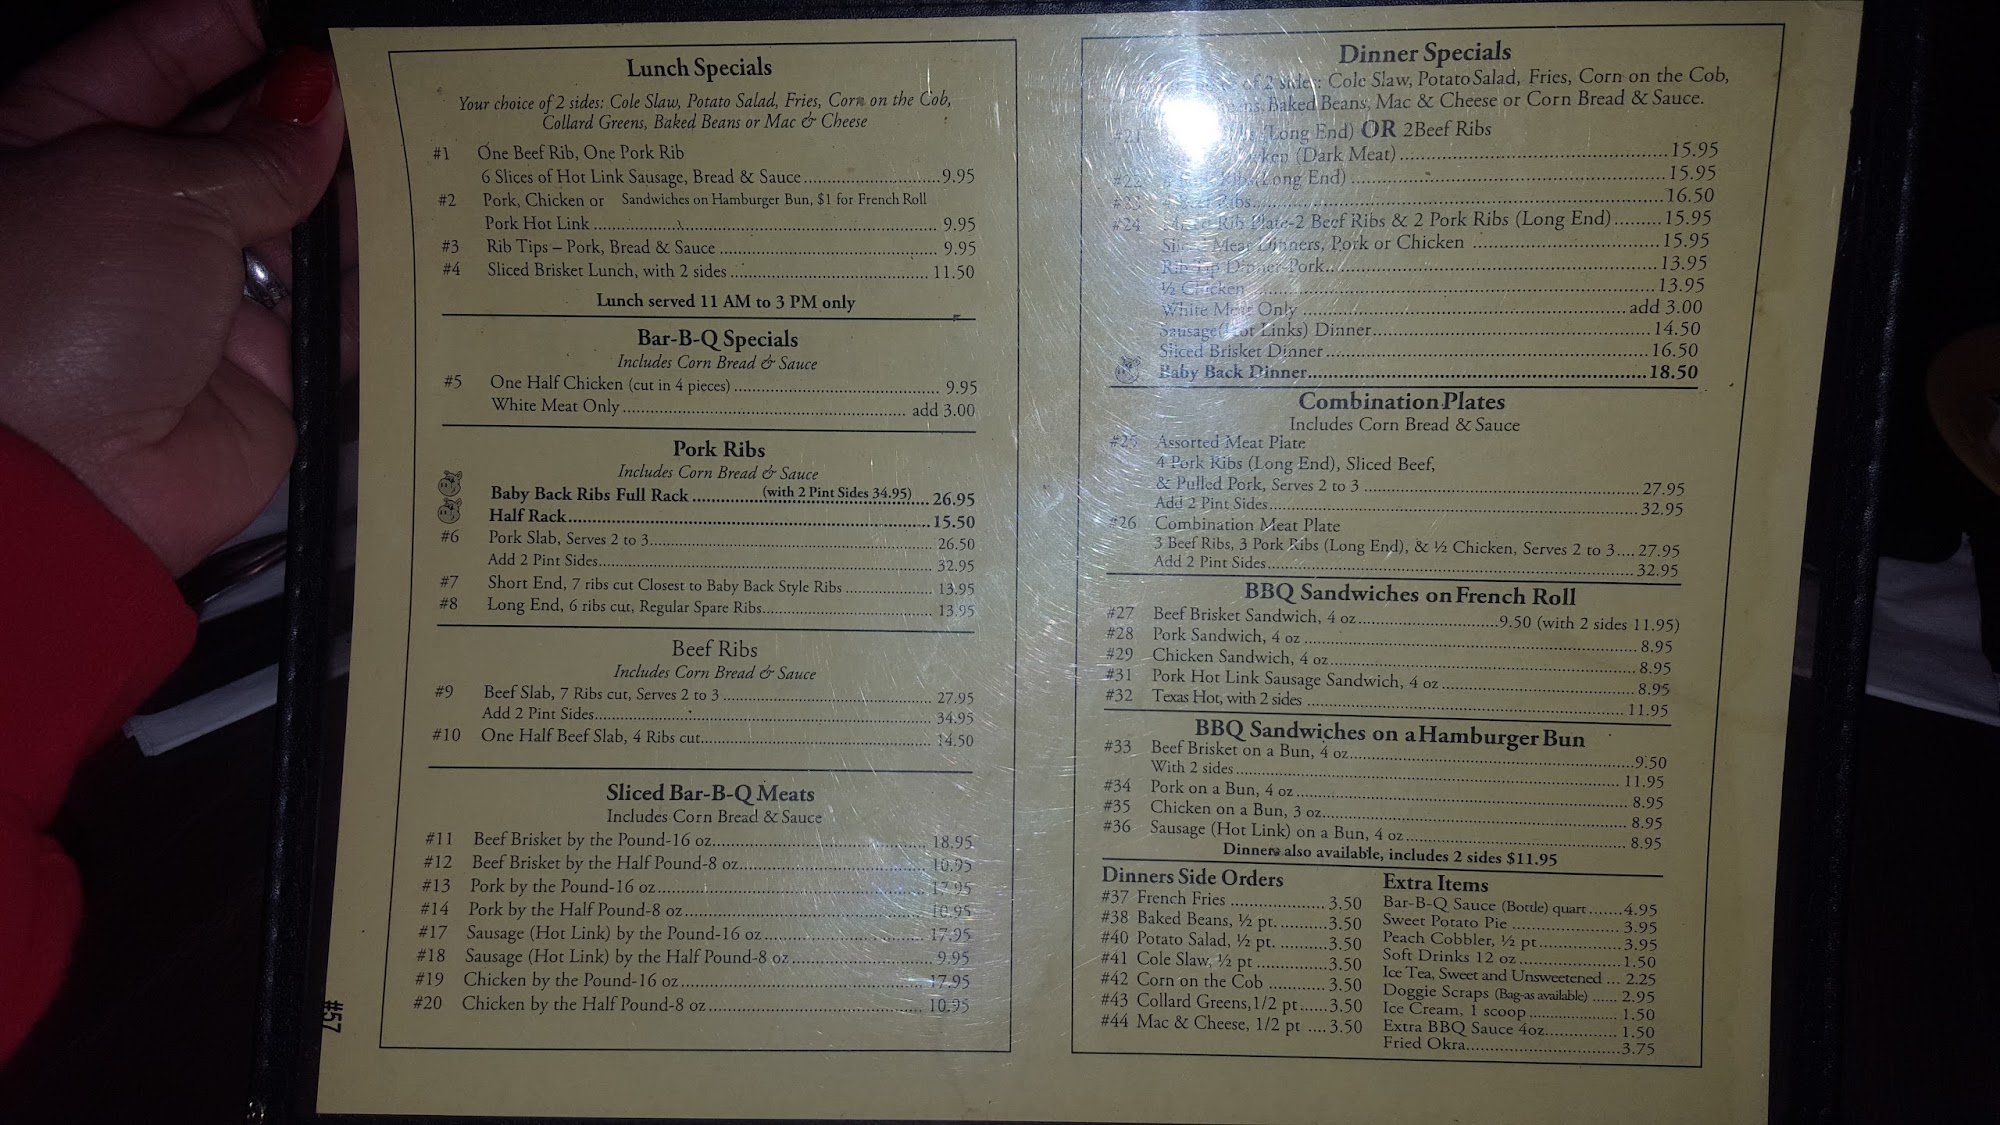 Lunch Specials
Your choice of 2 sides: Cole Slaw, Potato Salad, Fries, Corn on the Cob,
Collard Greens, Baked Beans or Mac & Cheese
#1 One Beef Rib, One Pork Rib
6 Slices of Hot Link Sausage, Bread & Sauce 9.95
#2 Pork, Chicken or Sandwiches on Hamburger Bun, $1 for French Roll
Pork Hot Link 9.95
#3 Rib Tips – Pork, Bread & Sauce 9.95
#4 Sliced Brisket Lunch, with 2 sides 11.50
Lunch served 11 AM to 3 PM only
Bar-B-Q Specials
Includes Corn Bread & Sauce
#5 One Half Chicken (cut in 4 pieces) 9.95
White Meat Only add 3.00
Pork Ribs
Includes Corn Bread & Sauce
Baby Back Ribs Full Rack (with 2 Pint Sides 34.95) 26.95
Half Rack 15.50
#6 Pork Slab, Serves 2 to 3 26.50
Add 2 Pint Sides 32.95
#7 Short End, 7 ribs cut Closest to Baby Back Style Ribs 13.95
#8 Long End, 6 ribs cut, Regular Spare Ribs 13.95
Beef Ribs
Includes Corn Bread & Sauce
#9 Beef Slab, 7 Ribs cut, Serves 2 to 3 27.95
Add 2 Pint Sides 34.95
#10 One Half Beef Slab, 4 Ribs cut 14.50
Sliced Bar-B-Q Meats
Includes Corn Bread & Sauce
#11 Beef Brisket by the Pound-16 oz 18.95
#12 Beef Brisket by the Half Pound-8 oz 10.95
#13 Pork by the Pound-16 oz 17.95
#14 Pork by the Half Pound-8 oz 10.95
#17 Sausage (Hot Link) by the Pound-16 oz 17.95
#18 Sausage (Hot Link) by the Half Pound-8 oz 9.95
#19 Chicken by the Pound-16 oz 17.95
#20 Chicken by the Half Pound-8 oz 10.95
#57
Dinner Specials
of 2 sides: Cole Slaw, Potato Salad, Fries, Corn on the Cob,
Baked Beans, Mac & Cheese or Corn Bread & Sauce.
#21 (Long End) OR 2Beef Ribs
(Dark Meat) 15.95
#22 (Long End) 15.95
#23 Ribs 16.50
#24 Rib Plate-2 Beef Ribs & 2 Pork Ribs (Long End) 15.95
Sliced Meat Dinners, Pork or Chicken 15.95
Rib Tip Dinner-Pork 13.95
½ Chicken 13.95
White Meat Only add 3.00
Sausage(Hot Links) Dinner 14.50
Sliced Brisket Dinner 16.50
Baby Back Dinner 18.50
Combination Plates
Includes Corn Bread & Sauce
#25 Assorted Meat Plate
4 Pork Ribs (Long End), Sliced Beef,
& Pulled Pork, Serves 2 to 3 27.95
Add 2 Pint Sides 32.95
#26 Combination Meat Plate
3 Beef Ribs, 3 Pork Ribs (Long End), & ½ Chicken, Serves 2 to 3 27.95
Add 2 Pint Sides 32.95
BBQ Sandwiches on French Roll
#27 Beef Brisket Sandwich, 4 oz 9.50 (with 2 sides 11.95)
#28 Pork Sandwich, 4 oz 8.95
#29 Chicken Sandwich, 4 oz 8.95
#31 Pork Hot Link Sausage Sandwich, 4 oz 8.95
#32 Texas Hot, with 2 sides 11.95
BBQ Sandwiches on a Hamburger Bun
#33 Beef Brisket on a Bun, 4 oz 9.50
With 2 sides 11.95
#34 Pork on a Bun, 4 oz 8.95
#35 Chicken on a Bun, 3 oz 8.95
#36 Sausage (Hot Link) on a Bun, 4 oz 8.95
Dinners also available, includes 2 sides $11.95
Dinners Side Orders
#37 French Fries 3.50
#38 Baked Beans, ½ pt. 3.50
#40 Potato Salad, ½ pt. 3.50
#41 Cole Slaw, ½ pt 3.50
#42 Corn on the Cob 3.50
#43 Collard Greens,1/2 pt 3.50
#44 Mac & Cheese, 1/2 pt 3.50
Extra Items
Bar-B-Q Sauce (Bottle) quart 4.95
Sweet Potato Pie 3.95
Peach Cobbler, ½ pt 3.95
Soft Drinks 12 oz 1.50
Ice Tea, Sweet and Unsweetened 2.25
Doggie Scraps (Bag-as available) 2.95
Ice Cream, 1 scoop 1.50
Extra BBQ Sauce 4oz 1.50
Fried Okra 3.75